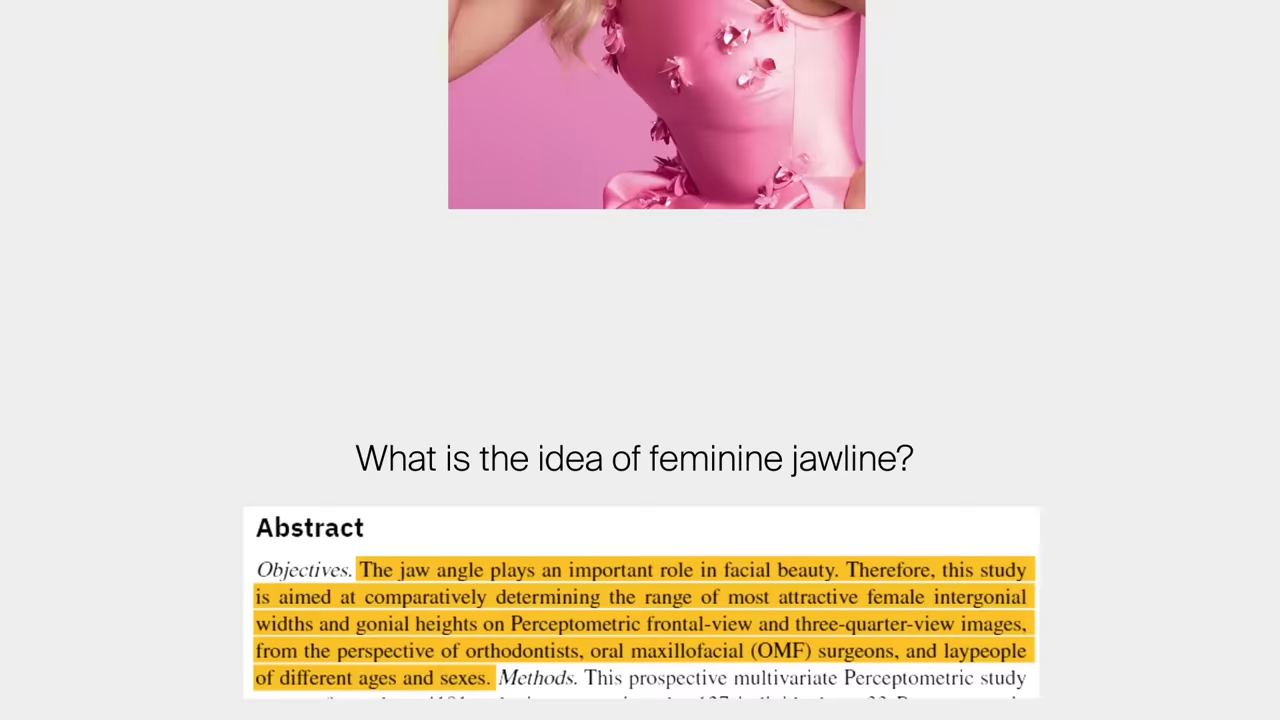 What is the idea of feminine jawline?
Abstract
Objectives. The jaw angle plays an important role in facial beauty. Therefore, this study
is aimed at comparatively determining the range of most attractive female intergonial
widths and gonial heights on Perceptometric frontal-view and three-quarter-view images,
from the perspective of orthodontists, oral maxillofacial (OMF) surgeons, and laypeople
of different ages and sexes. Methods. This prospective multivariate Perceptometric study